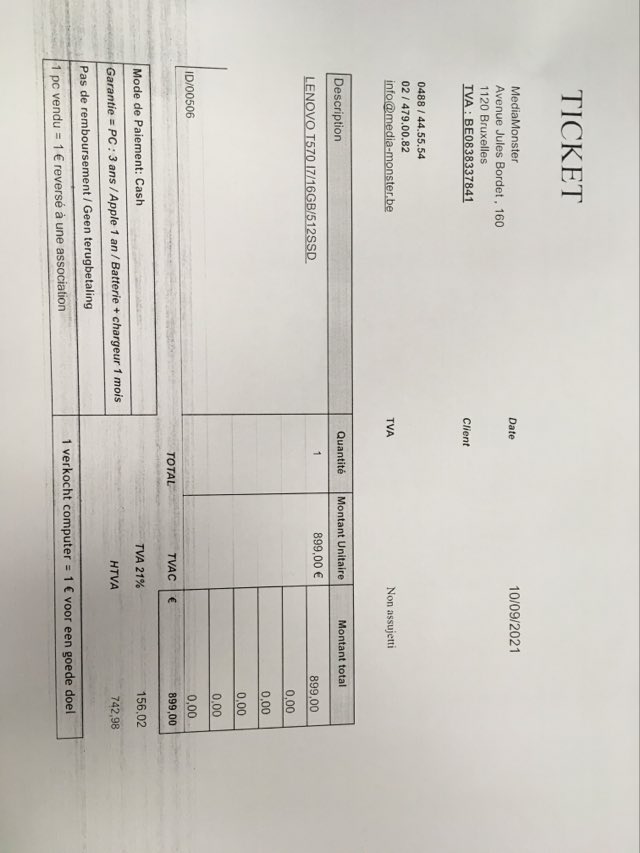 TICKET
MediaMonster
Avenue Jules Bordet , 160
1120 Bruxelles
TVA : BE0838337841
Date 10/09/2021
Client
0488 / 44.55.54
02 / 479.00.82
info@media-monster.be
TVA Non assujetti
Description Quantité Montant Unitaire Montant total
LENOVO T570 I7/16GB/512SSD 1 899,00 € 899,00
0,00
0,00
0,00
0,00
ID/00506 0,00
TOTAL TVAC € 899,00
Mode de Paiement: Cash TVA 21% 156,02
Garantie = PC : 3 ans / Apple 1 an / Batterie + chargeur 1 mois HTVA 742,98
Pas de remboursement / Geen terugbetaling
1 pc vendu = 1 € reversé à une association 1 verkocht computer = 1 € voor een goede doel